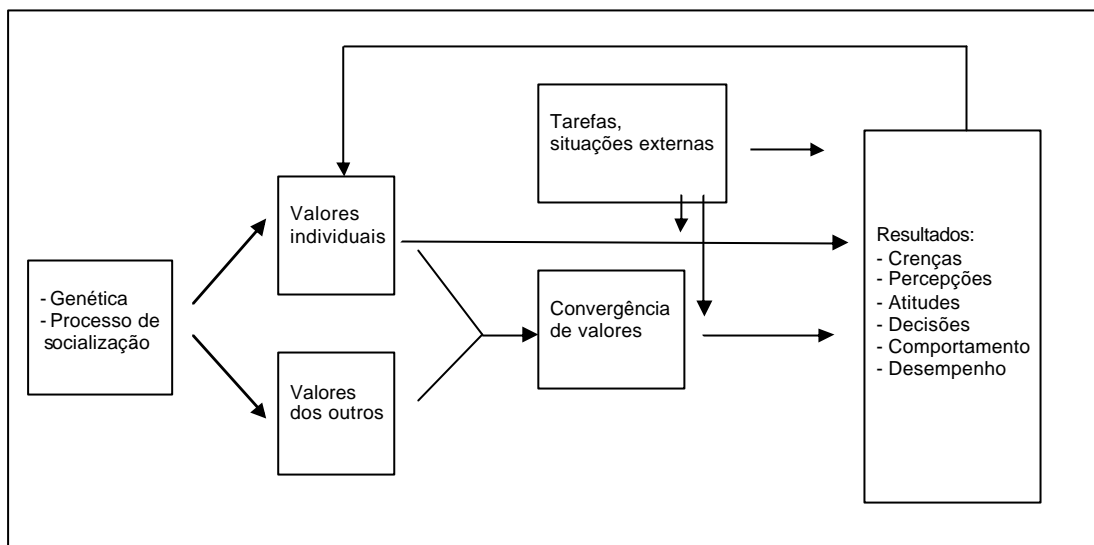 - Genética
- Processo de
socialização
Valores
individuais
Valores
dos outros
Tarefas,
situações externas
Convergência
de valores
Resultados:
- Crenças
- Percepções
- Atitudes
- Decisões
- Comportamento
- Desempenho